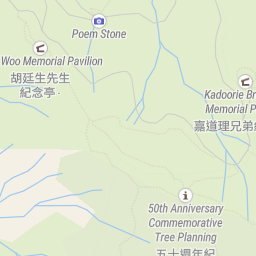 Poem Stone
Woo Memorial Pavilion
胡廷生先生
紀念亭
Kadoorie Br
Memorial P
嘉道理兄弟紀
50th Anniversary
Commemorative
Tree Planning
五十週年紀